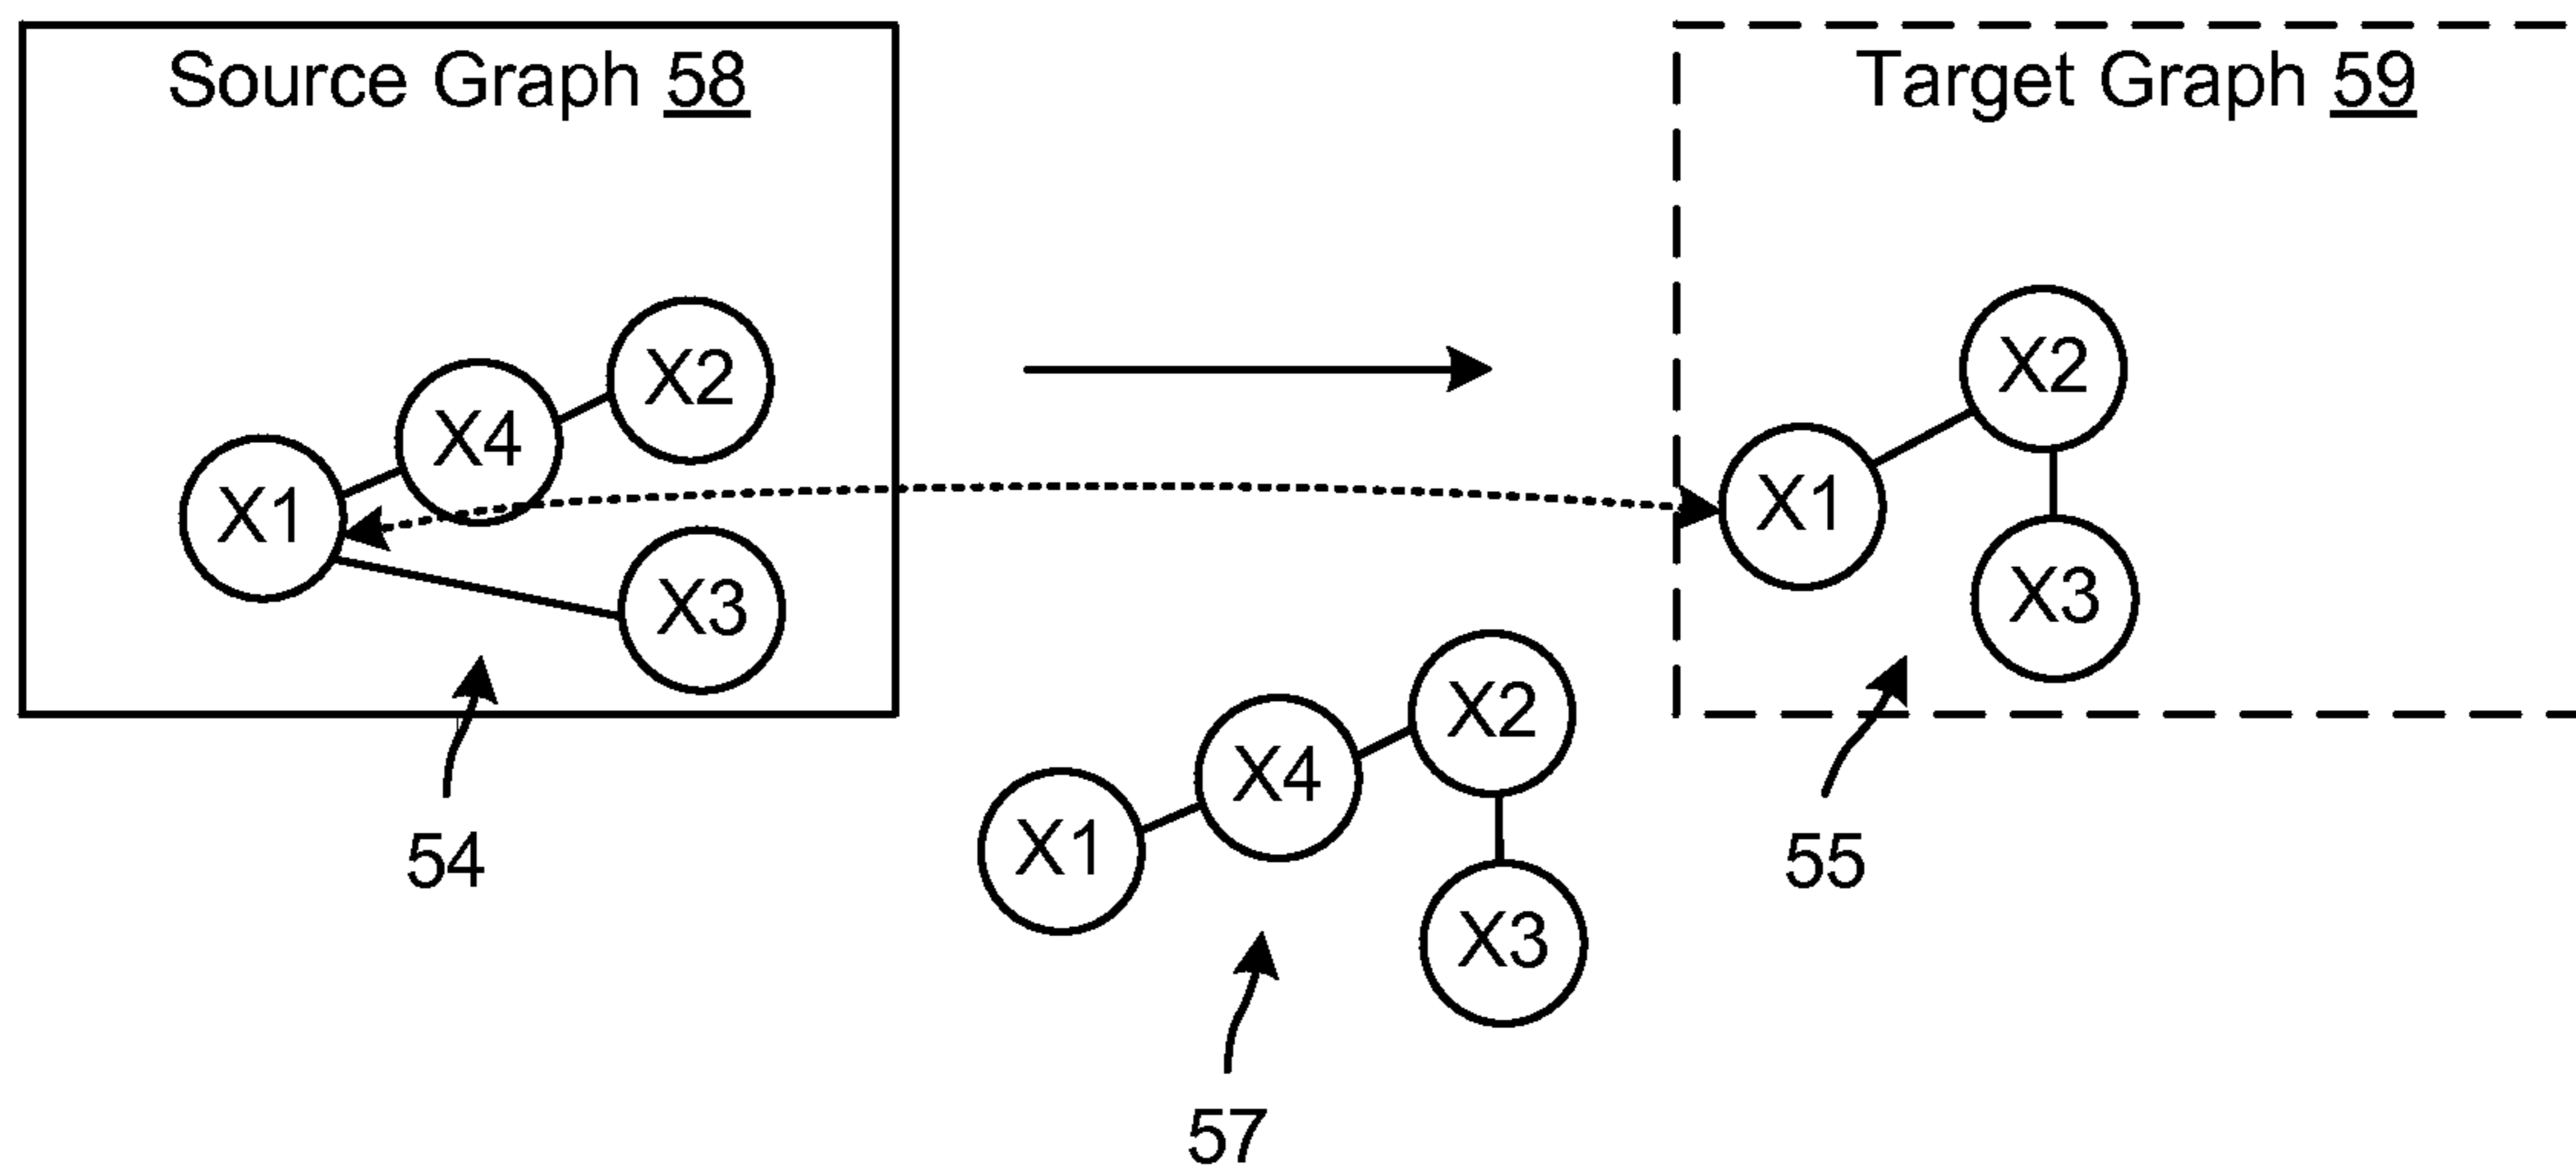 Source Graph 58
Target Graph 59
X2
X4
X1
X3
X2
X1
X3
54
55
X2
X4
X1
X3
57